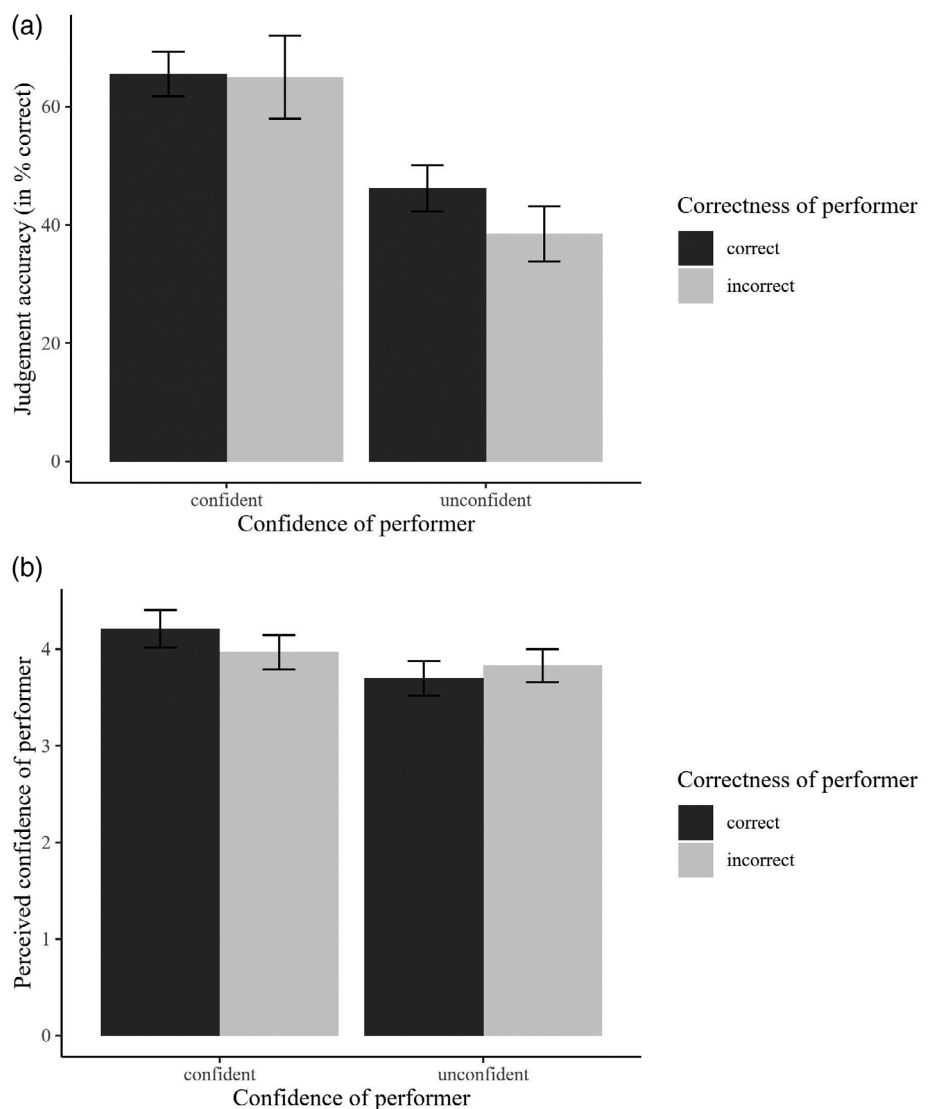 (a)
Judgement accuracy (in % correct)
60
40
20
0
confident
unconfident
Confidence of performer
Correctness of performer
correct
incorrect
(b)
Perceived confidence of performer
4
3
2
1
0
confident
unconfident
Confidence of performer
Correctness of performer
correct
incorrect